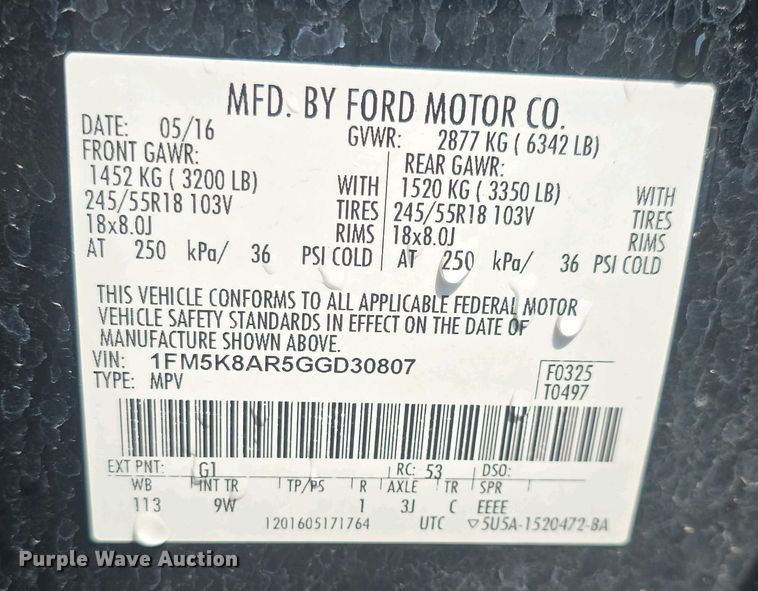 MFD. BY FORD MOTOR CO.
DATE: 05/16 GVWR: 2877 KG ( 6342 LB)
FRONT GAWR: REAR GAWR:
1452 KG ( 3200 LB) WITH 1520 KG ( 3350 LB) WITH
245/55R18 103V TIRES 245/55R18 103V TIRES
18x8.0J RIMS 18x8.0J RIMS
AT 250 kPa/ 36 PSI COLD AT 250 kPa/ 36 PSI COLD
THIS VEHICLE CONFORMS TO ALL APPLICABLE FEDERAL MOTOR
VEHICLE SAFETY STANDARDS IN EFFECT ON THE DATE OF
MANUFACTURE SHOWN ABOVE.
VIN: 1FM5K8AR5GGD30807 F0325
TYPE: MPV T0497
EXT PNT: G1 RC: 53 DSO:
WB INT TR TP/PS R AXLE TR SPR
113 9W 1 3J C EEEE
1201605171764 UTC ▽5U5A-1520472-BA
Purple Wave Auction